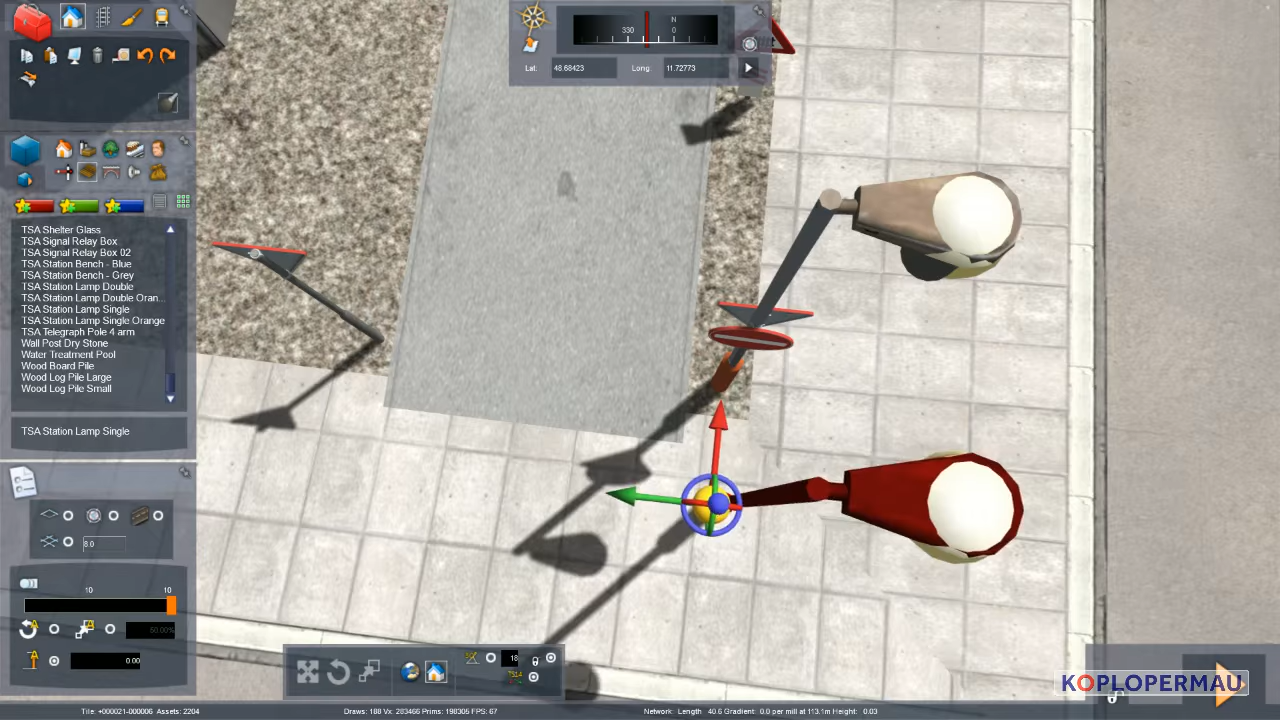 330
N
0
Lat: 48.68423 Long: 11.72773
TSA Shelter Glass
TSA Signal Relay Box
TSA Signal Relay Box 02
TSA Station Bench - Blue
TSA Station Bench - Grey
TSA Station Lamp Double
TSA Station Lamp Double Oran...
TSA Station Lamp Single
TSA Station Lamp Single Orange
TSA Telegraph Pole 4 arm
Wall Post Dry Stone
Water Treatment Pool
Wood Board Pile
Wood Log Pile Large
Wood Log Pile Small
TSA Station Lamp Single
8.0
10 10
50.00%
0.00
18
KOPLOPERMAU
Tile: +000021-000006 Assets: 2204
Draws: 188 Vx: 283466 Prims: 198305 FPS: 67
Network: Length 40.6 Gradient: 0.0 per mill at 113.1m Height: 0.03